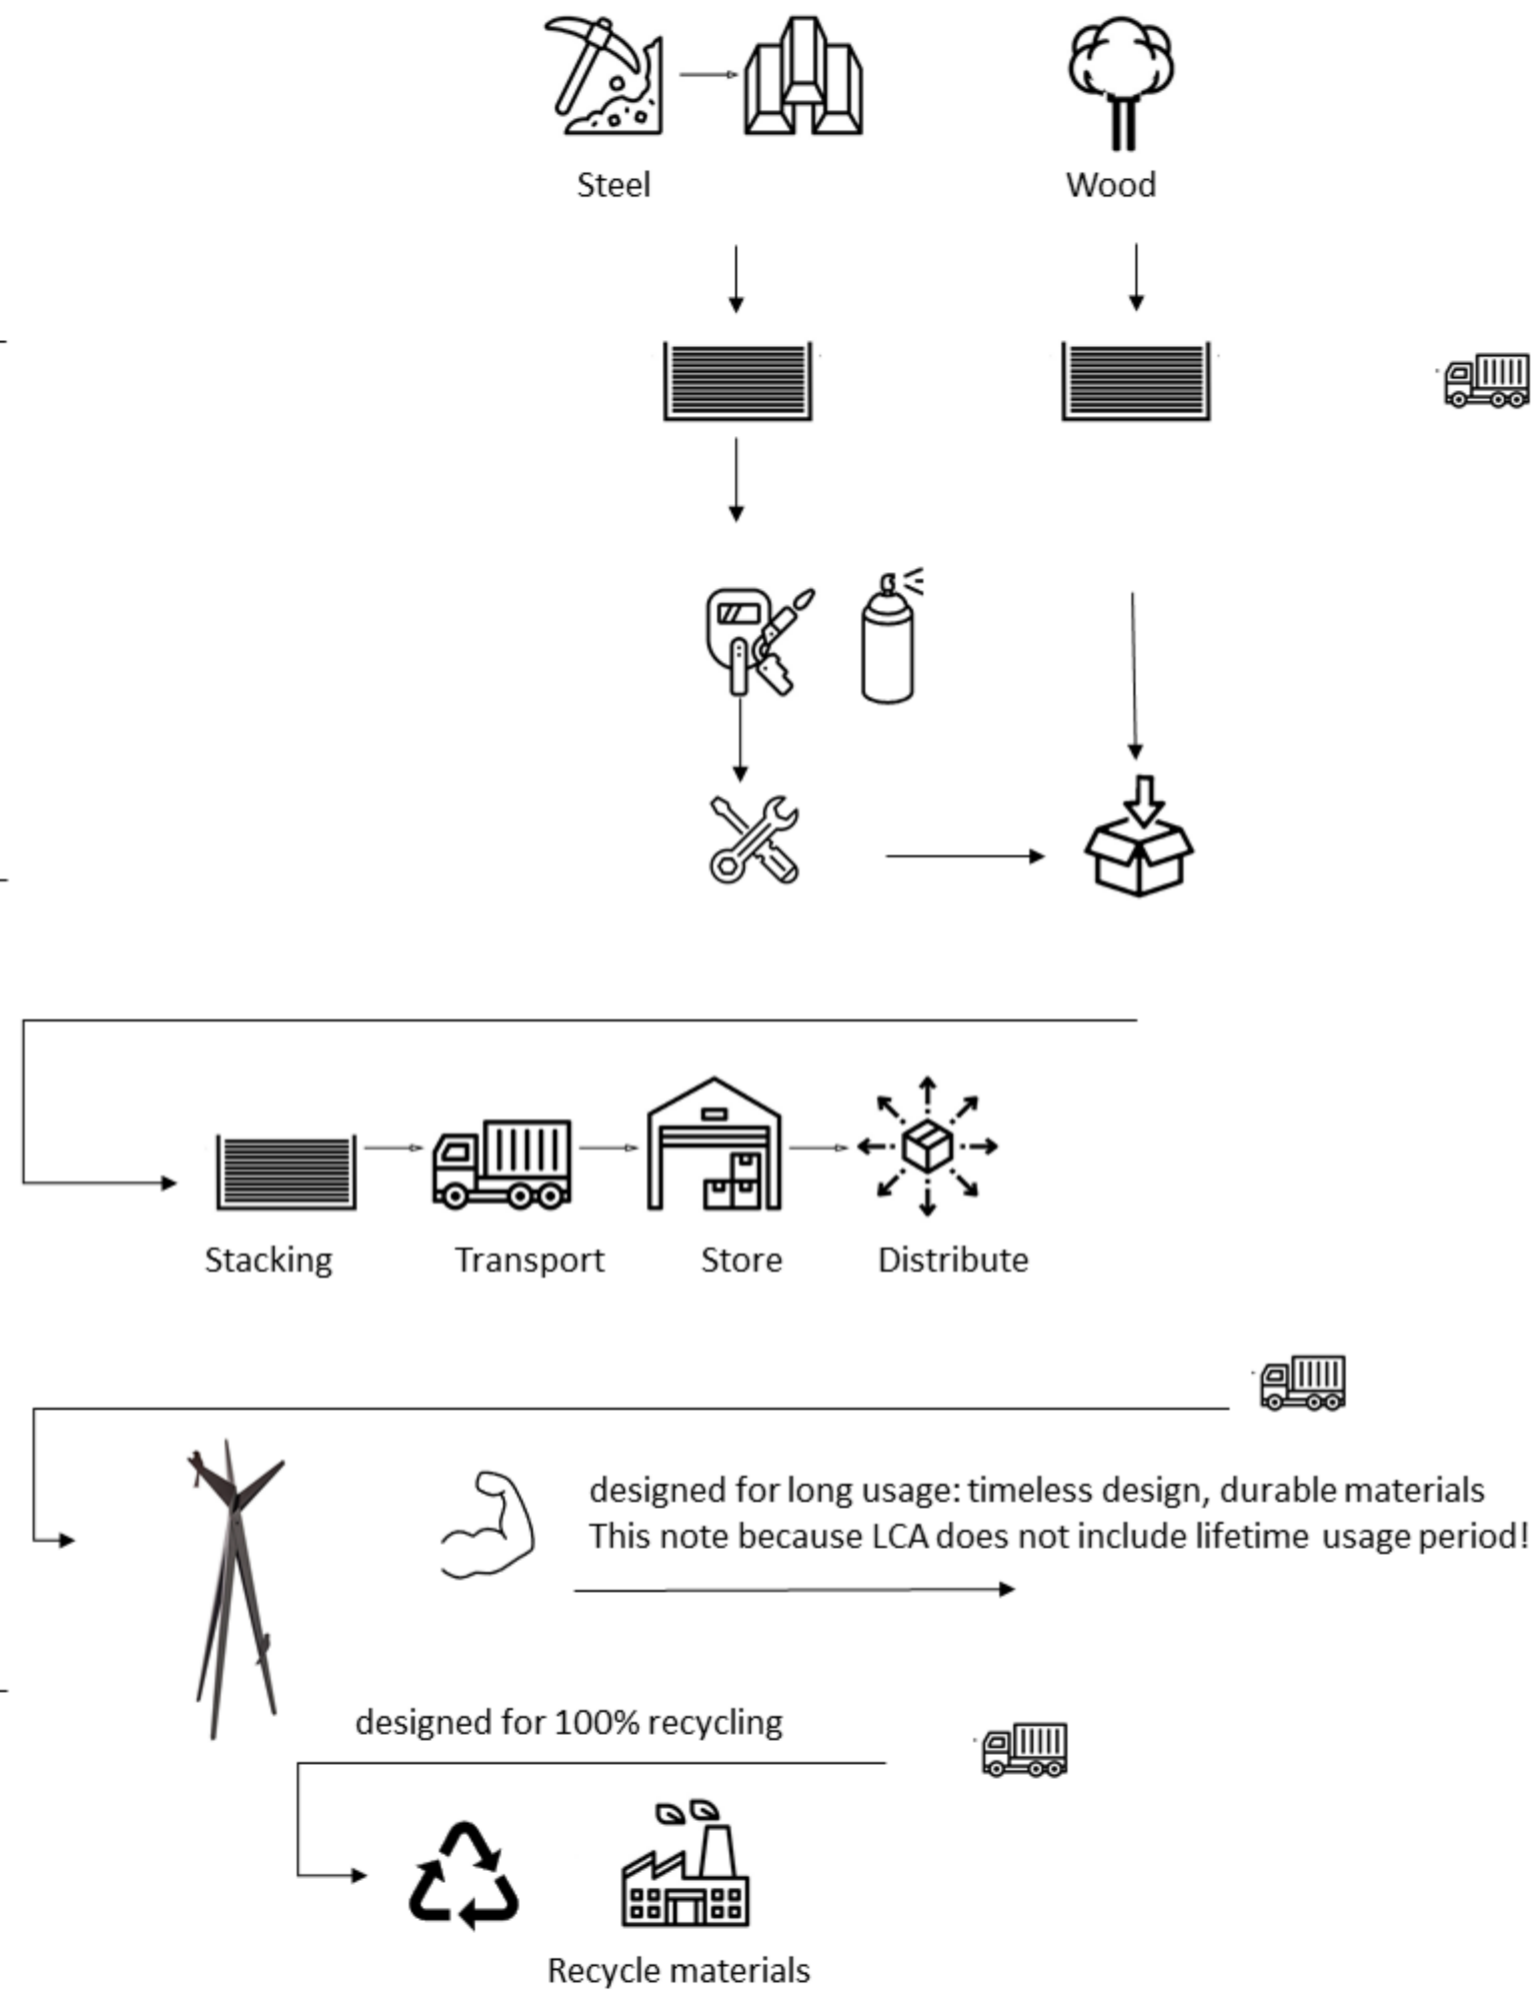 Steel
Wood
Stacking
Transport
Store
Distribute
designed for long usage: timeless design, durable materials
This note because LCA does not include lifetime usage period!
designed for 100% recycling
Recycle materials